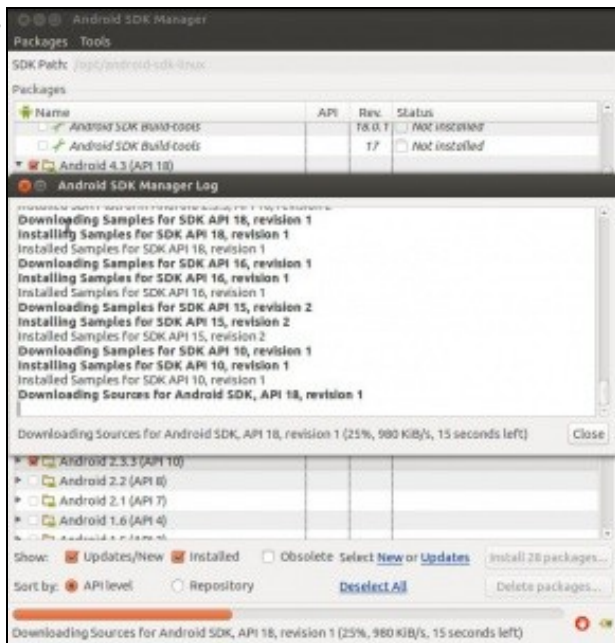 Android SDK Manager
Packages Tools
SDK Path: /opt/android-sdk-linux
Packages
Name API Rev. Status
Android SDK Build-tools 18.0.1 Not installed
Android SDK Build-tools 17 Not installed
Android 4.3 (API 18)
Android SDK Manager Log
Downloading Samples for SDK API 18, revision 1
Installing Samples for SDK API 18, revision 1
Installed Samples for SDK API 18, revision 1
Downloading Samples for SDK API 16, revision 1
Installing Samples for SDK API 16, revision 1
Installed Samples for SDK API 16, revision 1
Downloading Samples for SDK API 15, revision 2
Installing Samples for SDK API 15, revision 2
Installed Samples for SDK API 15, revision 2
Downloading Samples for SDK API 10, revision 1
Installing Samples for SDK API 10, revision 1
Installed Samples for SDK API 10, revision 1
Downloading Sources for Android SDK, API 18, revision 1
Downloading Sources for Android SDK, API 18, revision 1 (25%, 980 KiB/s, 15 seconds left) Close
Android 2.3.3 (API 10)
Android 2.2 (API 8)
Android 2.1 (API 7)
Android 1.6 (API 4)
Show: Updates/New Installed Obsolete Select New or Updates Install 28 packages...
Sort by: API level Repository Deselect All Delete packages...
Downloading Sources for Android SDK, API 18, revision 1 (25%, 980 KiB/s, 15 seconds left)